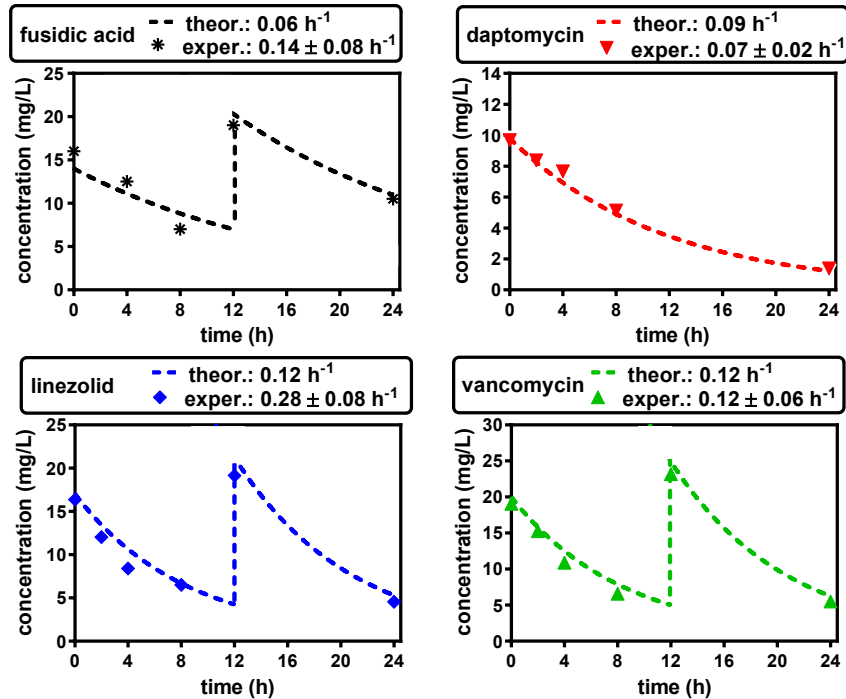 fusidic acid
theor.: 0.06 h⁻¹
exper.: 0.14 ± 0.08 h⁻¹
concentration (mg/L)
25
20
15
10
5
0
0 4 8 12 16 20 24
time (h)
daptomycin
theor.: 0.09 h⁻¹
exper.: 0.07 ± 0.02 h⁻¹
concentration (mg/L)
14
12
10
8
6
4
2
0
0 4 8 12 16 20 24
time (h)
linezolid
theor.: 0.12 h⁻¹
exper.: 0.28 ± 0.08 h⁻¹
concentration (mg/L)
25
20
15
10
5
0
0 4 8 12 16 20 24
time (h)
vancomycin
theor.: 0.12 h⁻¹
exper.: 0.12 ± 0.06 h⁻¹
concentration (mg/L)
30
25
20
15
10
5
0
0 4 8 12 16 20 24
time (h)